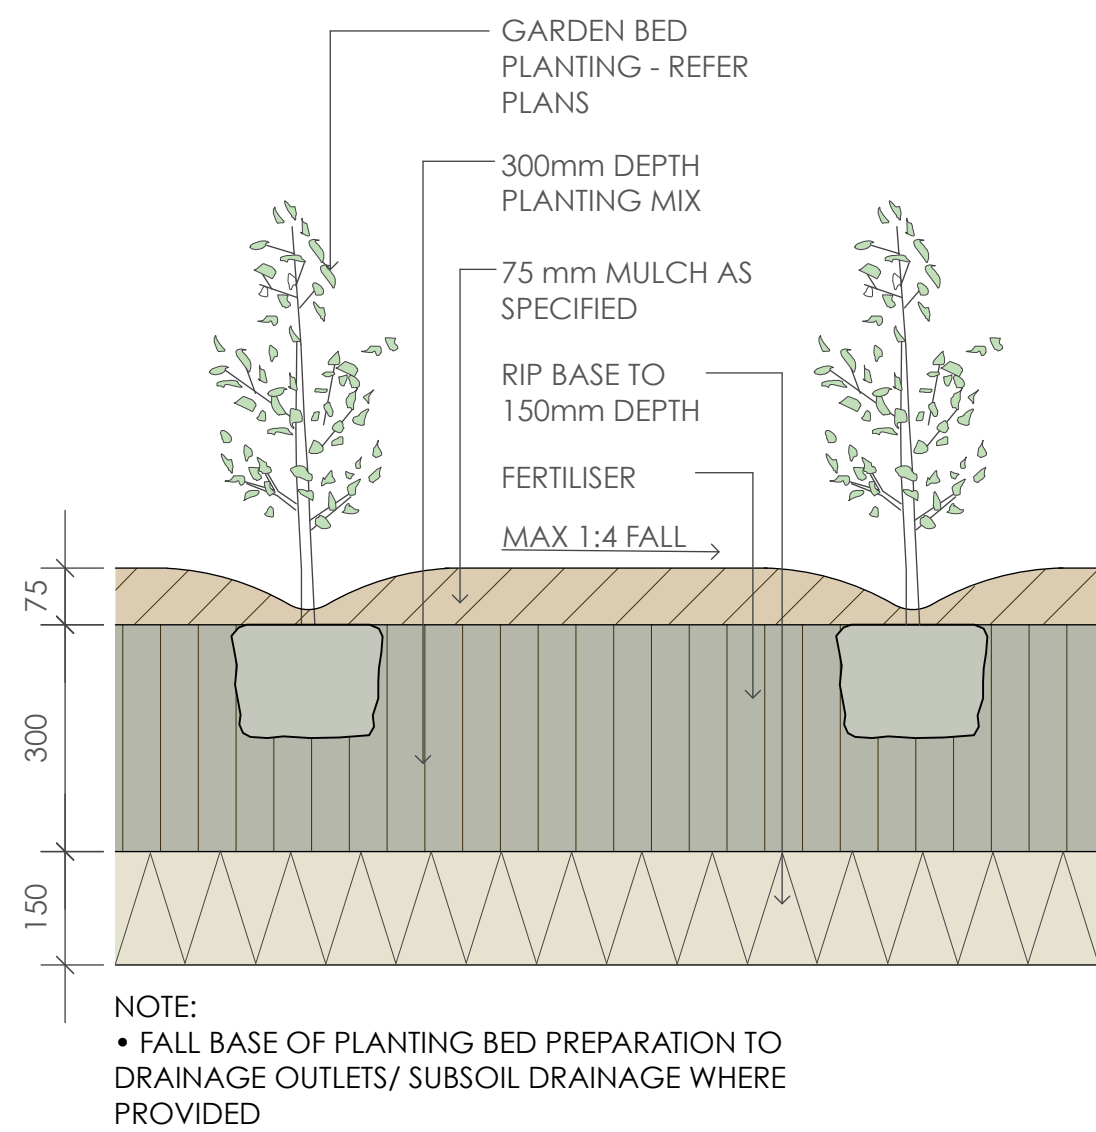 GARDEN BED
PLANTING - REFER
PLANS
300mm DEPTH
PLANTING MIX
75 mm MULCH AS
SPECIFIED
RIP BASE TO
150mm DEPTH
FERTILISER
MAX 1:4 FALL
75
300
150
NOTE:
• FALL BASE OF PLANTING BED PREPARATION TO
DRAINAGE OUTLETS/ SUBSOIL DRAINAGE WHERE
PROVIDED